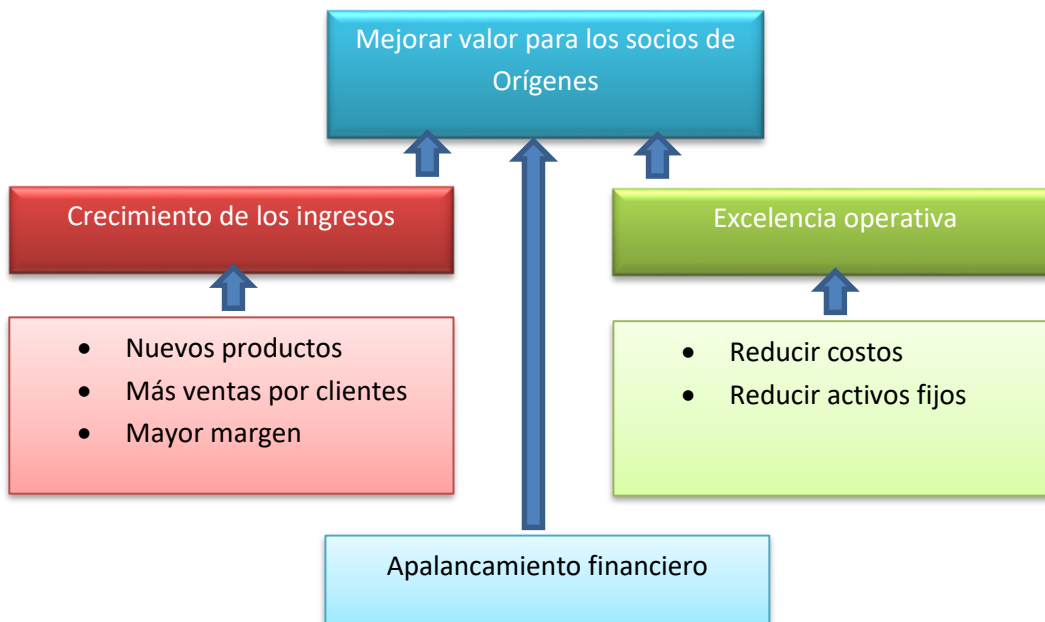 Mejorar valor para los socios de
Orígenes
Crecimiento de los ingresos
Excelencia operativa
• Nuevos productos
• Más ventas por clientes
• Mayor margen
• Reducir costos
• Reducir activos fijos
Apalancamiento financiero